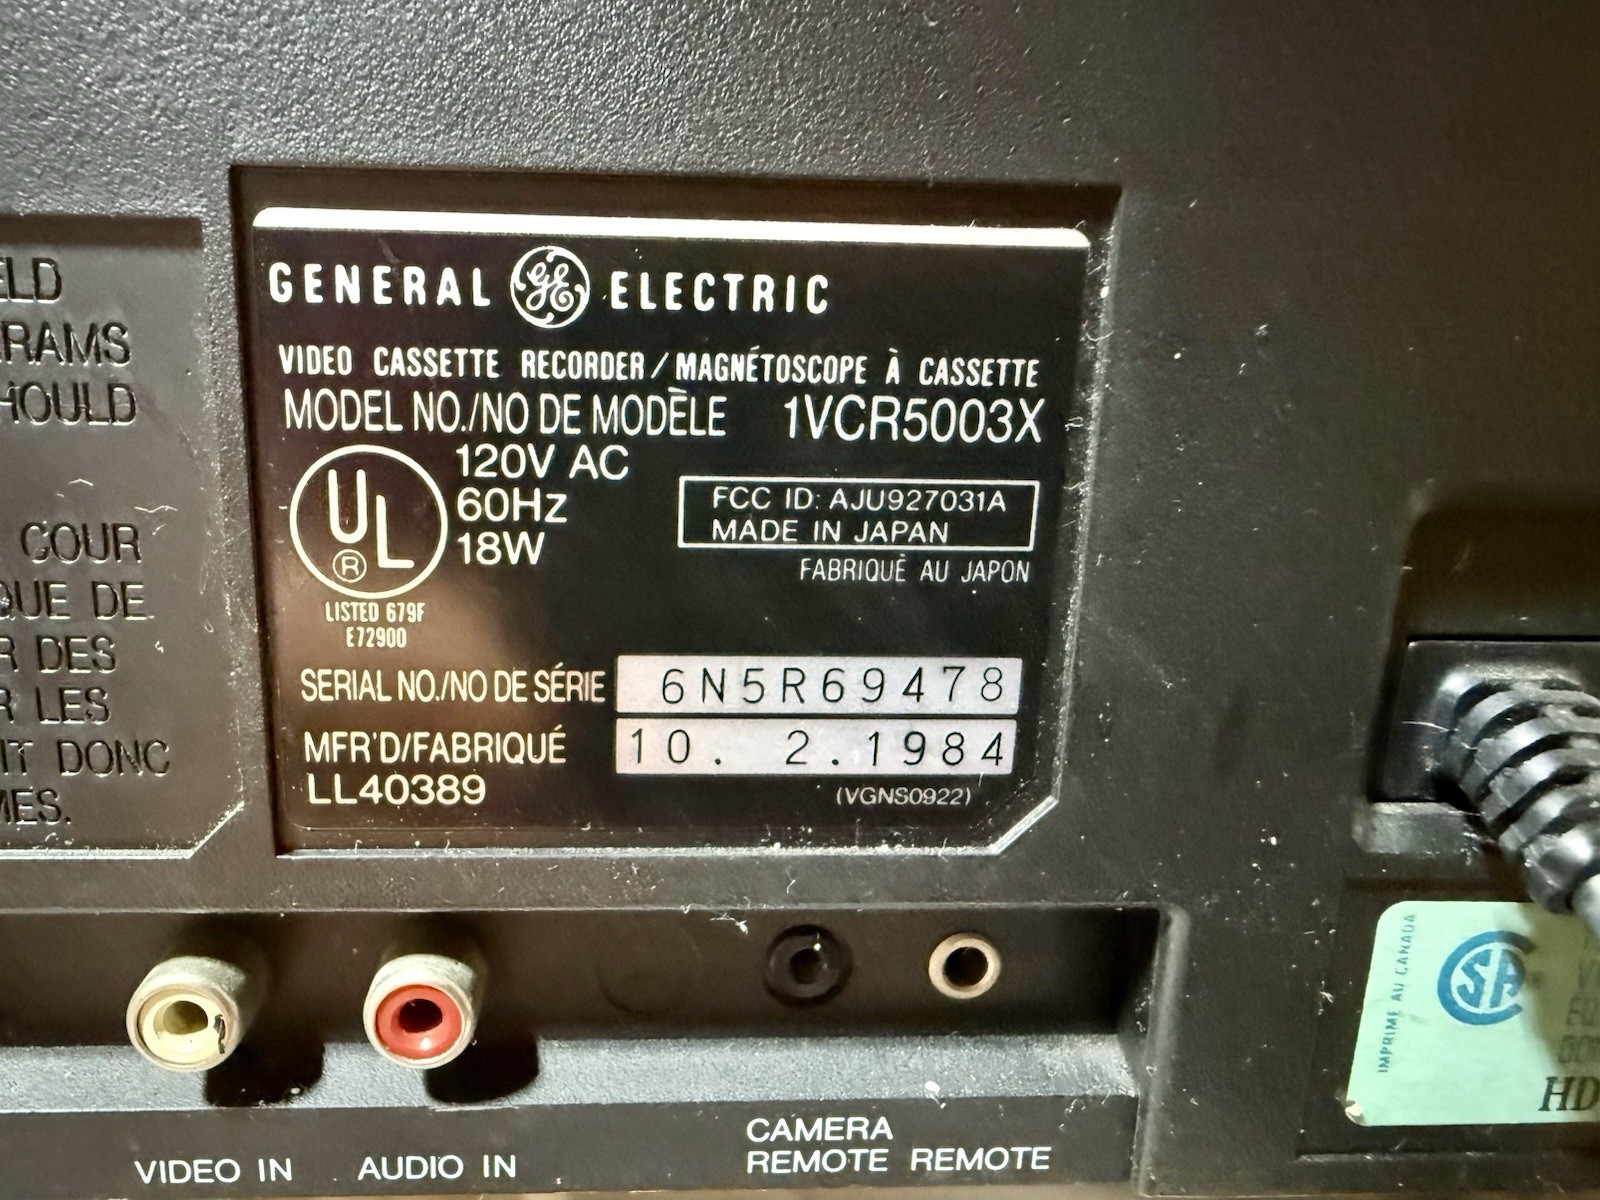 RAMS
HOULD
COUR
QUE DE
R DES
R LES
IT DONC
MES.
GENERAL GE ELECTRIC
VIDEO CASSETTE RECORDER/MAGNÉTOSCOPE À CASSETTE
MODEL NO./NO DE MODÈLE 1VCR5003X
UL
®
LISTED 679F
E72900
120V AC
60Hz
18W
FCC ID: AJU927031A
MADE IN JAPAN
FABRIQUÉ AU JAPON
SERIAL NO./NO DE SÉRIE 6N5R69478
MFR'D/FABRIQUÉ 10. 2.1984
LL40389
(VGNS0922)
VIDEO IN
AUDIO IN
CAMERA
REMOTE REMOTE
IMPRIME AU CANADA
HD